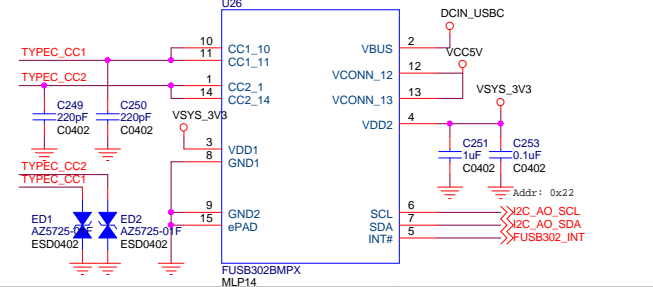 U26
DCIN_USBC
TYPEC_CC1
10
11
CC1_10
CC1_11
VBUS
2
VCC5V
TYPEC_CC2
1
14
CC2_1
CC2_14
VCONN_12
12
VCONN_13
13
VSYS_3V3
C249
220pF
C0402
C250
220pF
C0402
VSYS_3V3
VDD2
4
3
8
VDD1
GND1
C251
1uF
C0402
C253
0.1uF
C0402
TYPEC_CC2
TYPEC_CC1
Addr: 0x22
ED1
AZ5725-01F
ESD0402
ED2
AZ5725-01F
ESD0402
9
15
GND2
ePAD
SCL
6
I2C_AO_SCL
SDA
7
I2C_AO_SDA
INT#
5
FUSB302_INT
FUSB302BMPX
MLP14